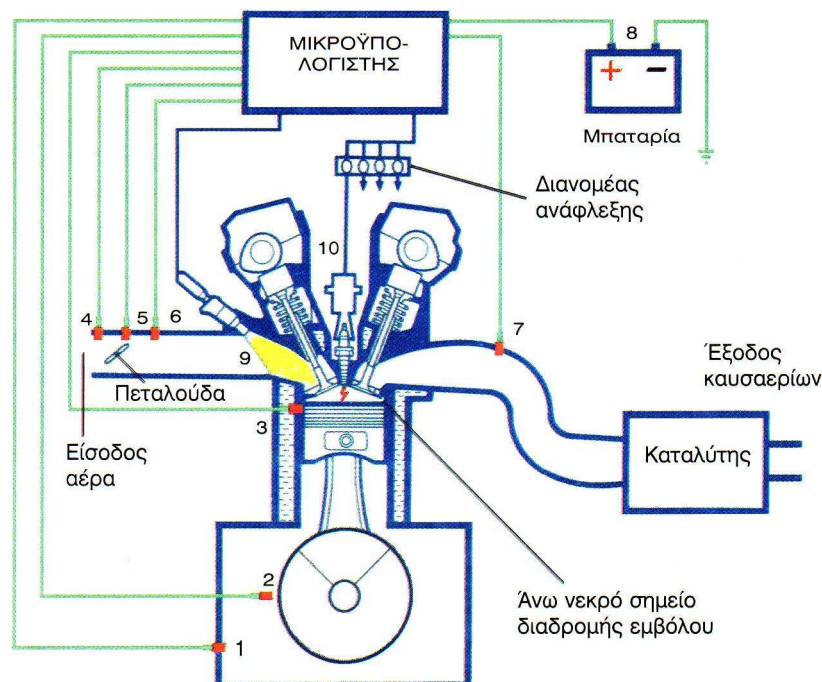 ΜΙΚΡΟΫΠΟ-
ΛΟΓΙΣΤΗΣ
8
+ −
Μπαταρία
Διανομέας
ανάφλεξης
10
4
5
6
7
9
Πεταλούδα
Έξοδος
καυσαερίων
3
Είσοδος
αέρα
Καταλύτης
2
Άνω νεκρό σημείο
διαδρομής εμβόλου
1